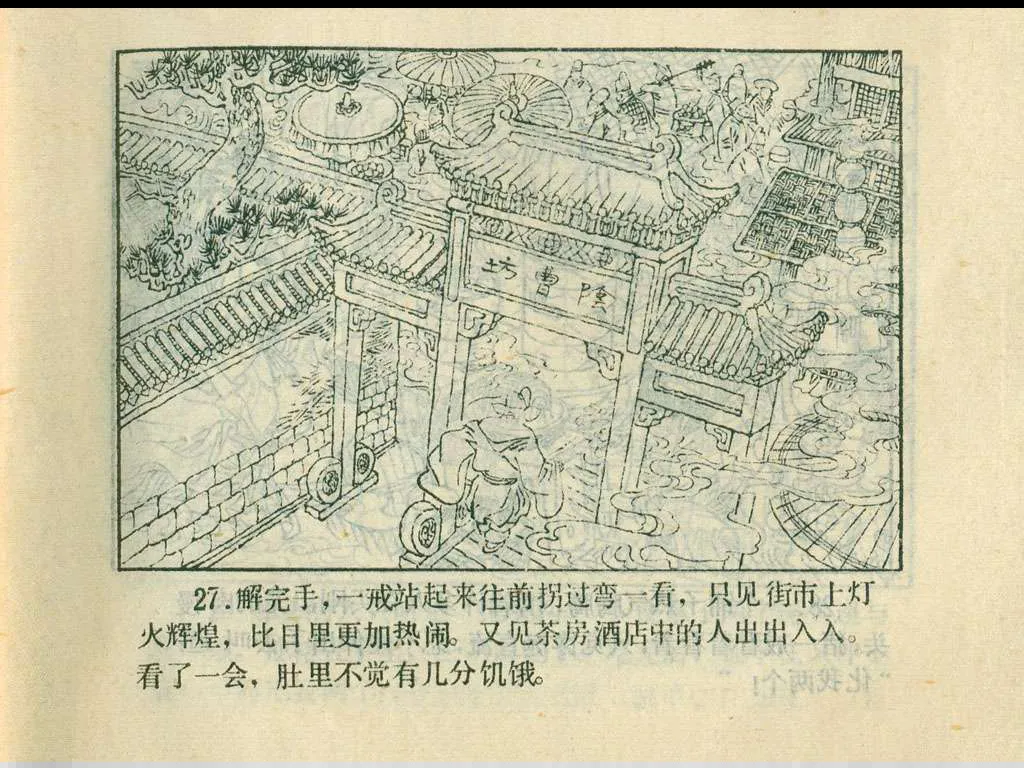 坊曹陰
27.解完手，一戒站起来往前拐过弯一看，只见街市上灯
火辉煌，比日里更加热闹。又见茶房酒店中的人出出入入。
看了一会，肚里不觉有几分饥饿。